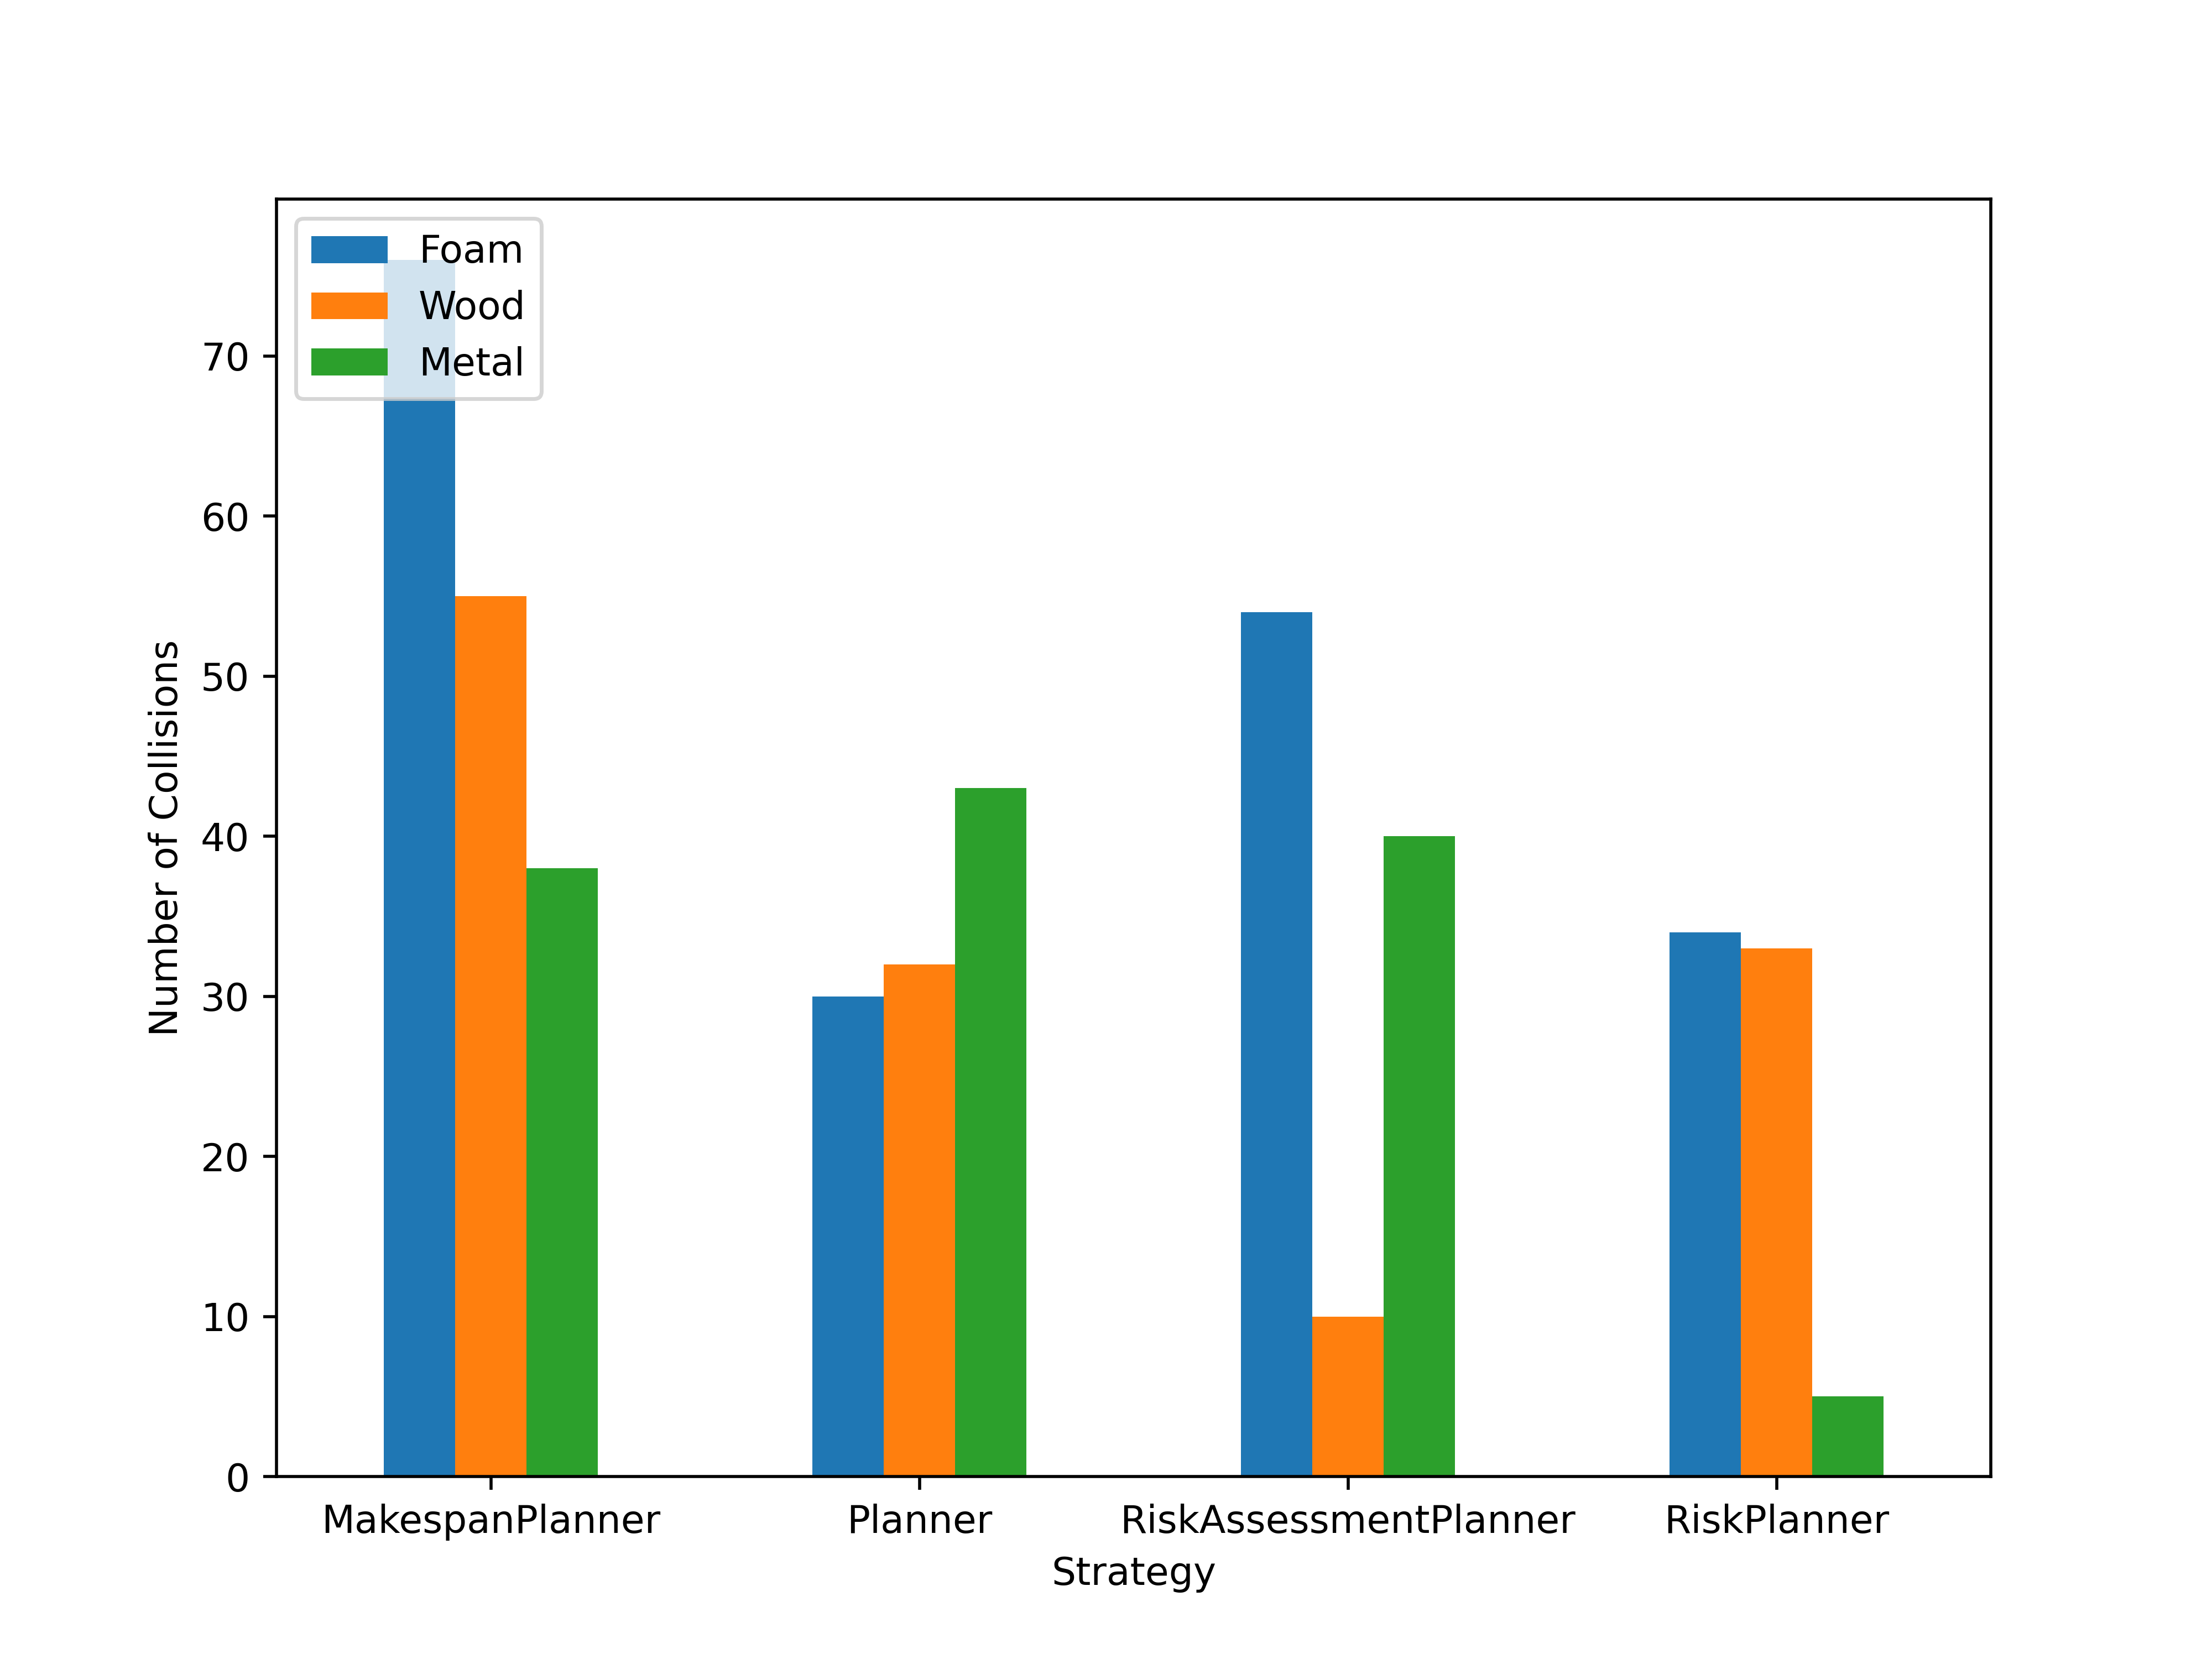 Foam
Wood
Metal
70
60
50
40
30
20
10
0
Number of Collisions
MakespanPlanner
Planner
RiskAssessmentPlanner
RiskPlanner
Strategy